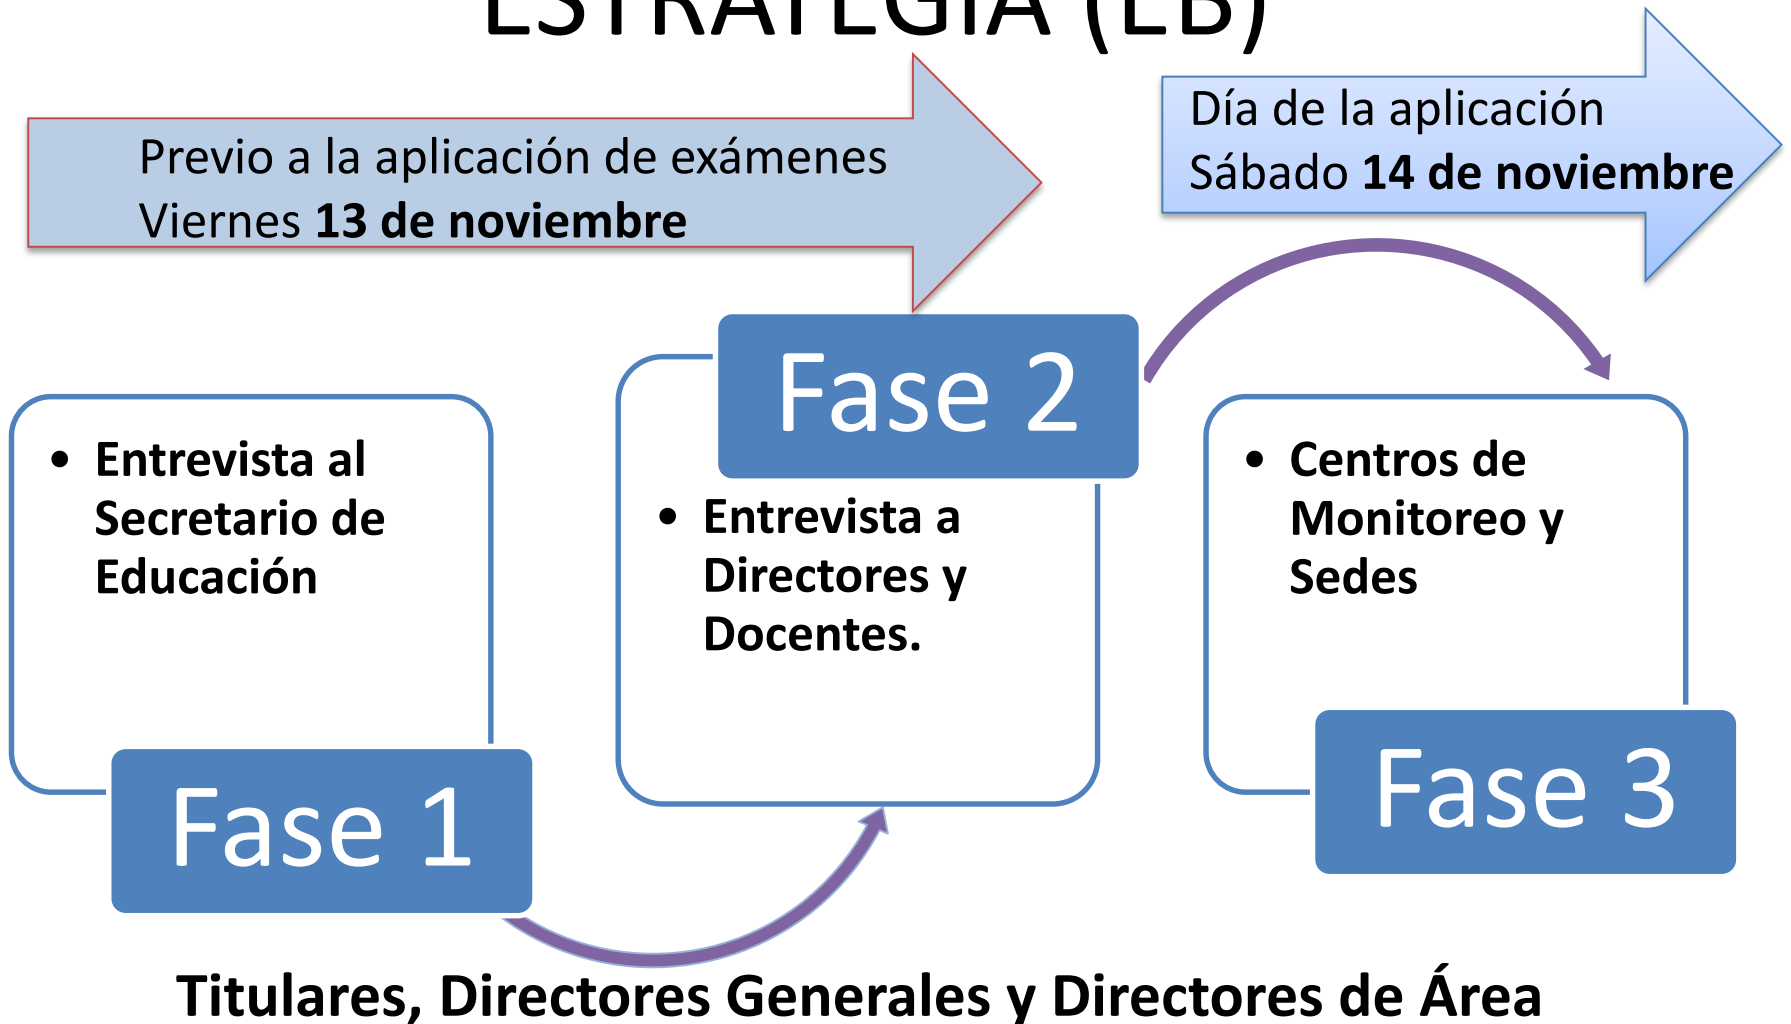 ESTRATEGIA (EB)
Previo a la aplicación de exámenes
Viernes 13 de noviembre
Día de la aplicación
Sábado 14 de noviembre
• Entrevista al
Secretario de
Educación
Fase 1
Fase 2
• Entrevista a
Directores y
Docentes.
• Centros de
Monitoreo y
Sedes
Fase 3
Titulares, Directores Generales y Directores de Área